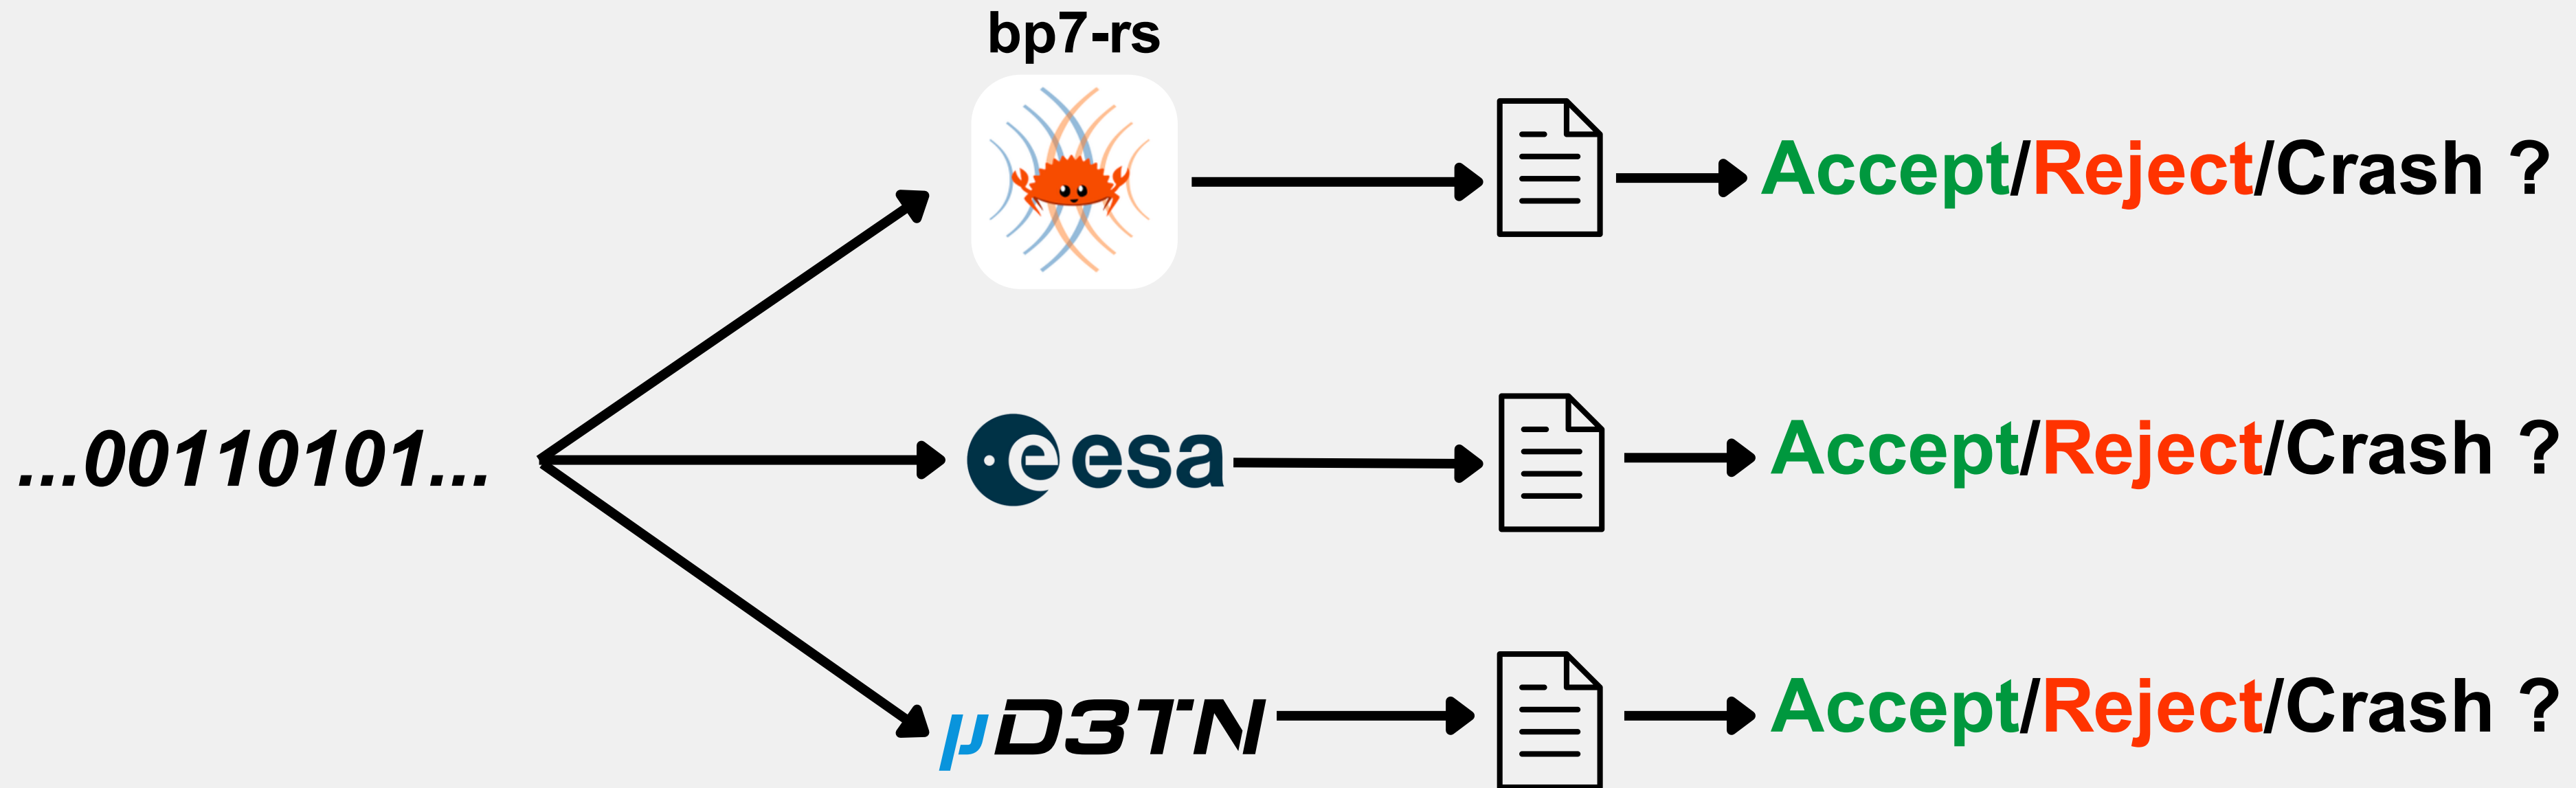 bp7-rs
Accept/Reject/Crash ?
...00110101...
esa
Accept/Reject/Crash ?
µD3TN
Accept/Reject/Crash ?